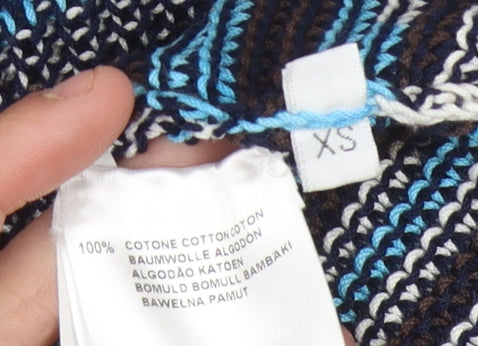 XS
100% COTONE COTTON COTON
BAUMWOLLE ALGODON
ALGODÃO KATOEN
BOMULD BOMULL BAMBAKI
BAWEŁNA PAMUT